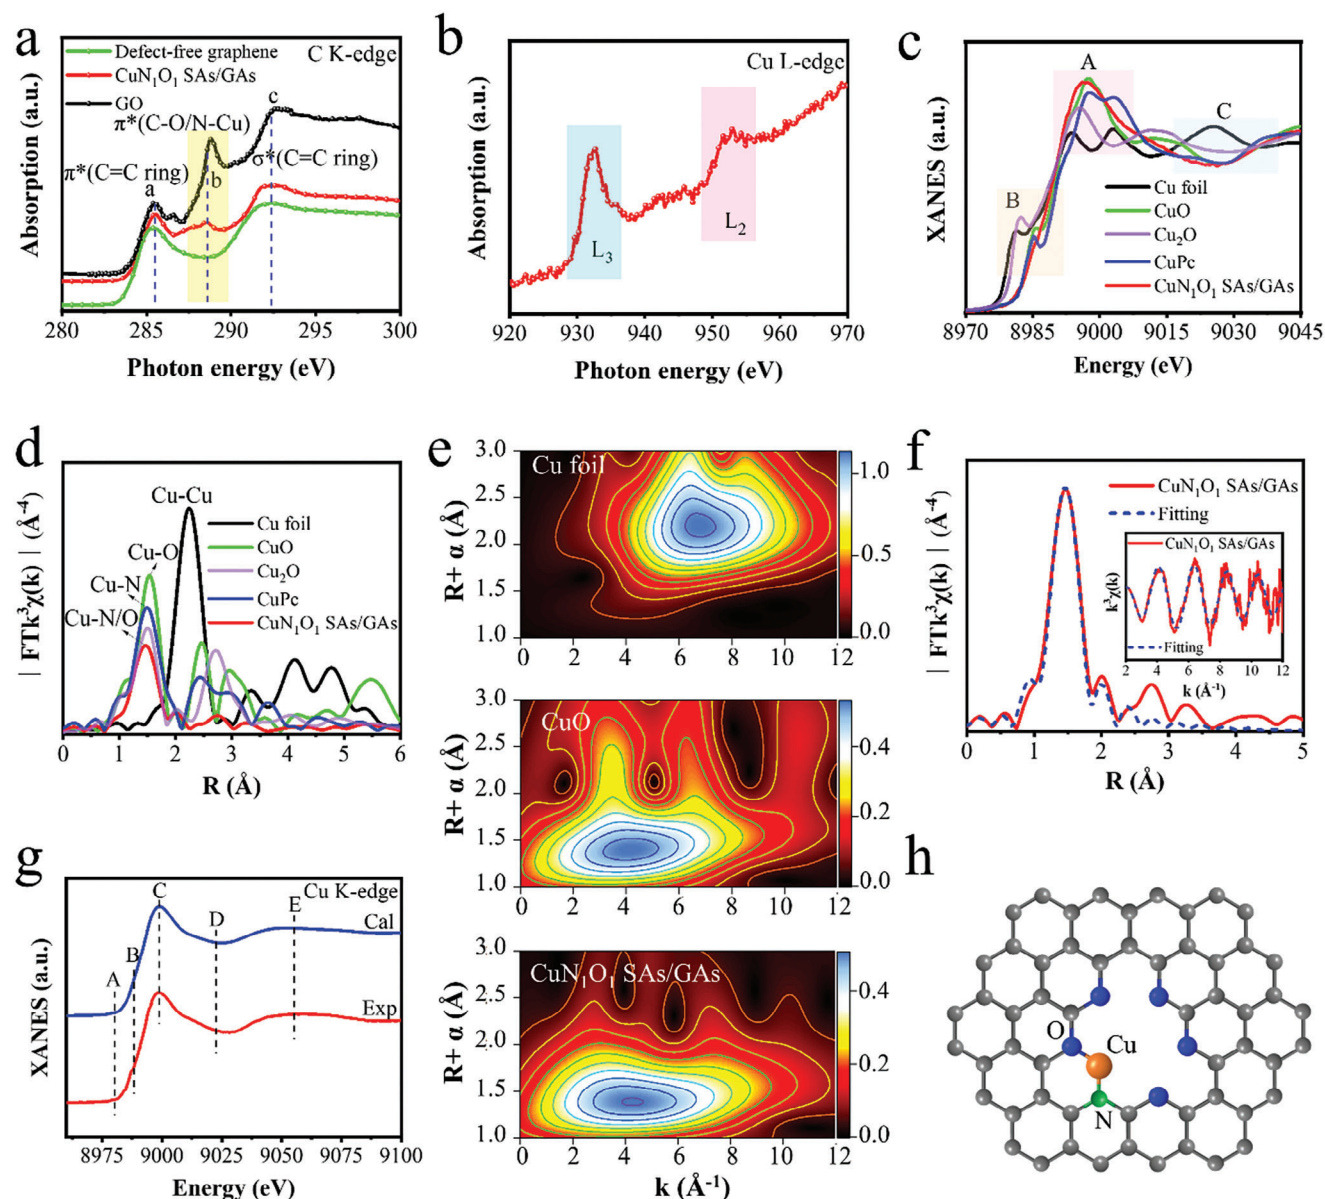 a
Defect-free graphene
C K-edge
CuN₁O₁ SAs/GAs
GO
π*(C-O/N-Cu)
c
σ*(C=C ring)
π*(C=C ring)
a
b
Absorption (a.u.)
280 285 290 295 300
Photon energy (eV)
b
Cu L-edge
L₃
L₂
Absorption (a.u.)
920 930 940 950 960 970
Photon energy (eV)
c
A
C
B
Cu foil
CuO
Cu₂O
CuPc
CuN₁O₁ SAs/GAs
XANES (a.u.)
8970 8985 9000 9015 9030 9045
Energy (eV)
d
Cu-Cu
Cu-O
Cu-N
Cu-N/O
Cu foil
CuO
Cu₂O
CuPc
CuN₁O₁ SAs/GAs
| FTk³χ(k) | (Å⁻⁴)
0 1 2 3 4 5 6
R (Å)
e
Cu foil
3.0
2.5
2.0
1.5
1.0
R+ α (Å)
1.0
0.5
0.0
0 2 4 6 8 10 12
CuO
3.0
2.5
2.0
1.5
1.0
R+ α (Å)
0.4
0.2
0.0
0 2 4 6 8 10 12
CuN₁O₁ SAs/GAs
3.0
2.5
2.0
1.5
1.0
R+ α (Å)
0.4
0.2
0.0
0 2 4 6 8 10 12
k (Å⁻¹)
f
CuN₁O₁ SAs/GAs
Fitting
CuN₁O₁ SAs/GAs
k³χ(k)
Fitting
2 4 6 8 10 12
k (Å⁻¹)
| FTk³χ(k) | (Å⁻⁴)
0 1 2 3 4 5
R (Å)
g
Cu K-edge
C
Cal
E
D
B
A
Exp
XANES (a.u.)
8975 9000 9025 9050 9075 9100
Energy (eV)
h
O
Cu
N